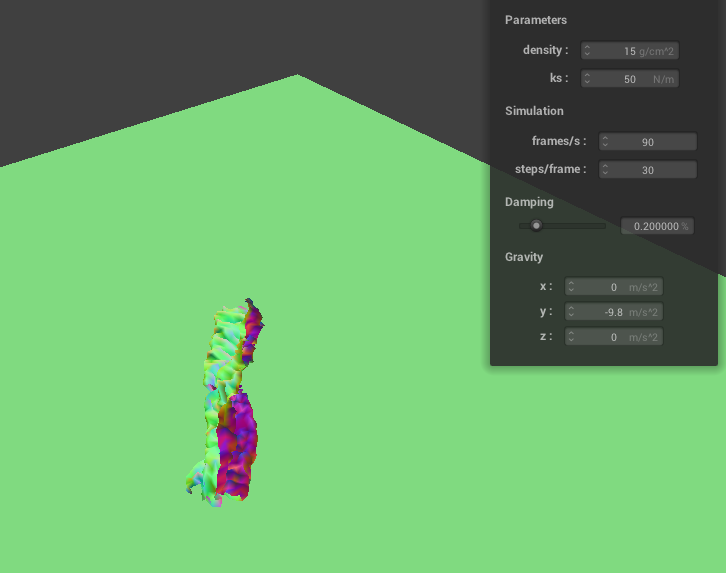 Parameters
density : 15 g/cm^2
ks : 50 N/m
Simulation
frames/s : 90
steps/frame : 30
Damping
0.200000 %
Gravity
x : 0 m/s^2
y : -9.8 m/s^2
z : 0 m/s^2